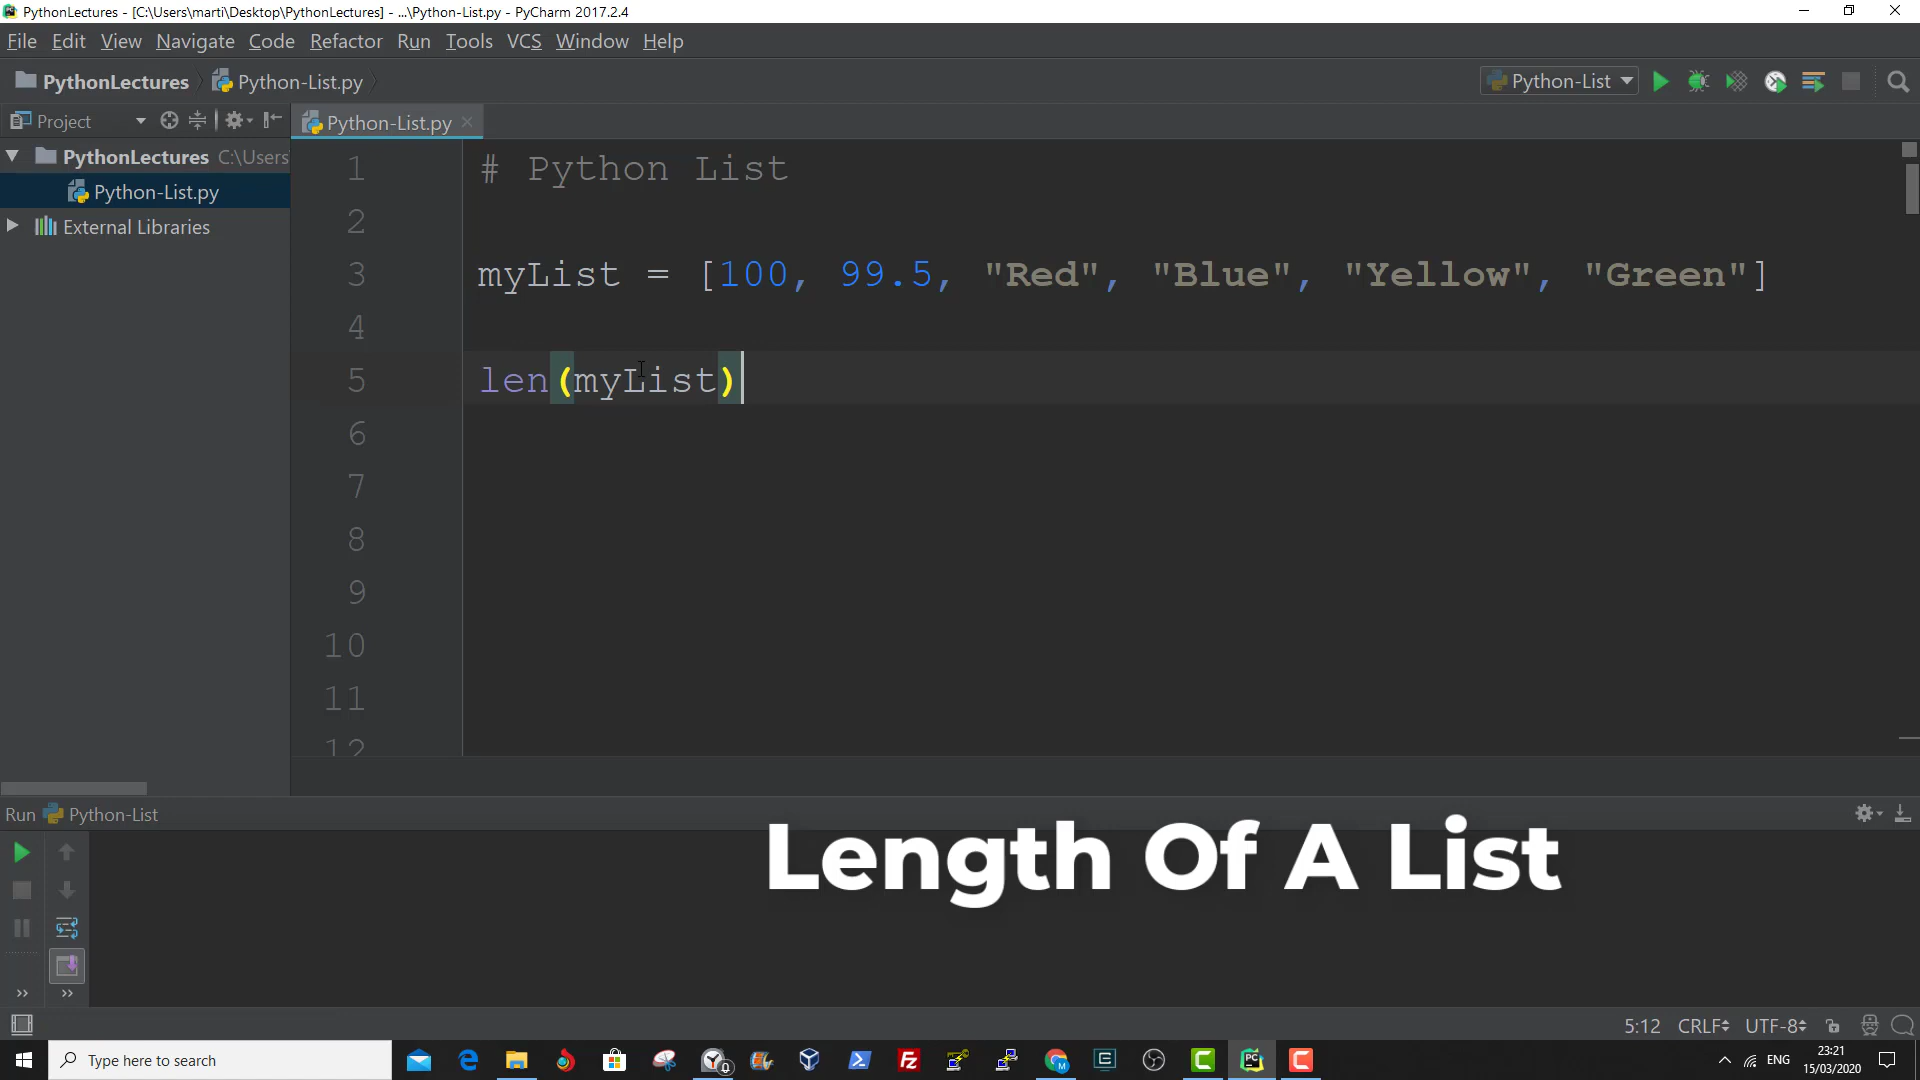 PythonLectures - [C:\Users\marti\Desktop\PythonLectures] - ...\Python-List.py - PyCharm 2017.2.4
File Edit View Navigate Code Refactor Run Tools VCS Window Help
PythonLectures Python-List.py Python-List
Project Python-List.py
PythonLectures C:\Users
Python-List.py
External Libraries
1 # Python List
2
3 myList = [100, 99.5, "Red", "Blue", "Yellow", "Green"]
4
5 len(myList)
6
7
8
9
10
11
12
Run Python-List
Length Of A List
5:12 CRLF UTF-8
Type here to search
ENG 23:21
15/03/2020